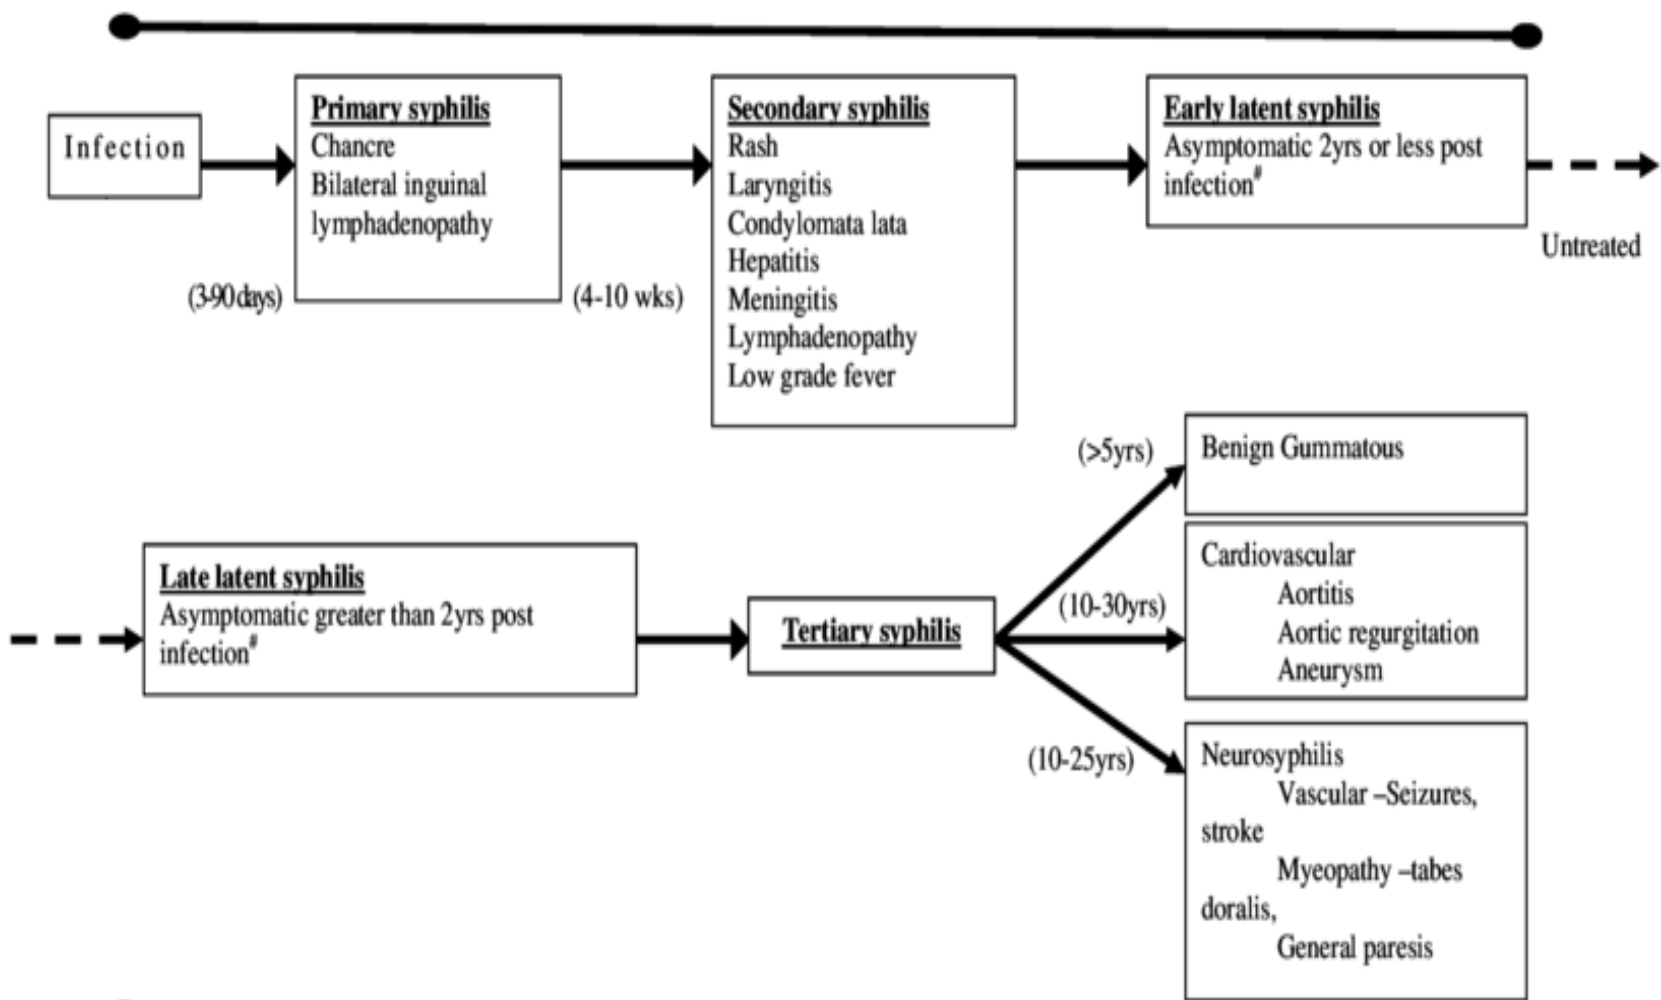 Infection
(3-90days)
Primary syphilis
Chancre
Bilateral inguinal
lymphadenopathy
(4-10 wks)
Secondary syphilis
Rash
Laryngitis
Condylomata lata
Hepatitis
Meningitis
Lymphadenopathy
Low grade fever
Early latent syphilis
Asymptomatic 2yrs or less post
infection#
Untreated
Late latent syphilis
Asymptomatic greater than 2yrs post
infection#
Tertiary syphilis
(>5yrs)
Benign Gummatous
(10-30yrs)
Cardiovascular
Aortitis
Aortic regurgitation
Aneurysm
(10-25yrs)
Neurosyphilis
Vascular –Seizures,
stroke
Myeopathy –tabes
doralis,
General paresis